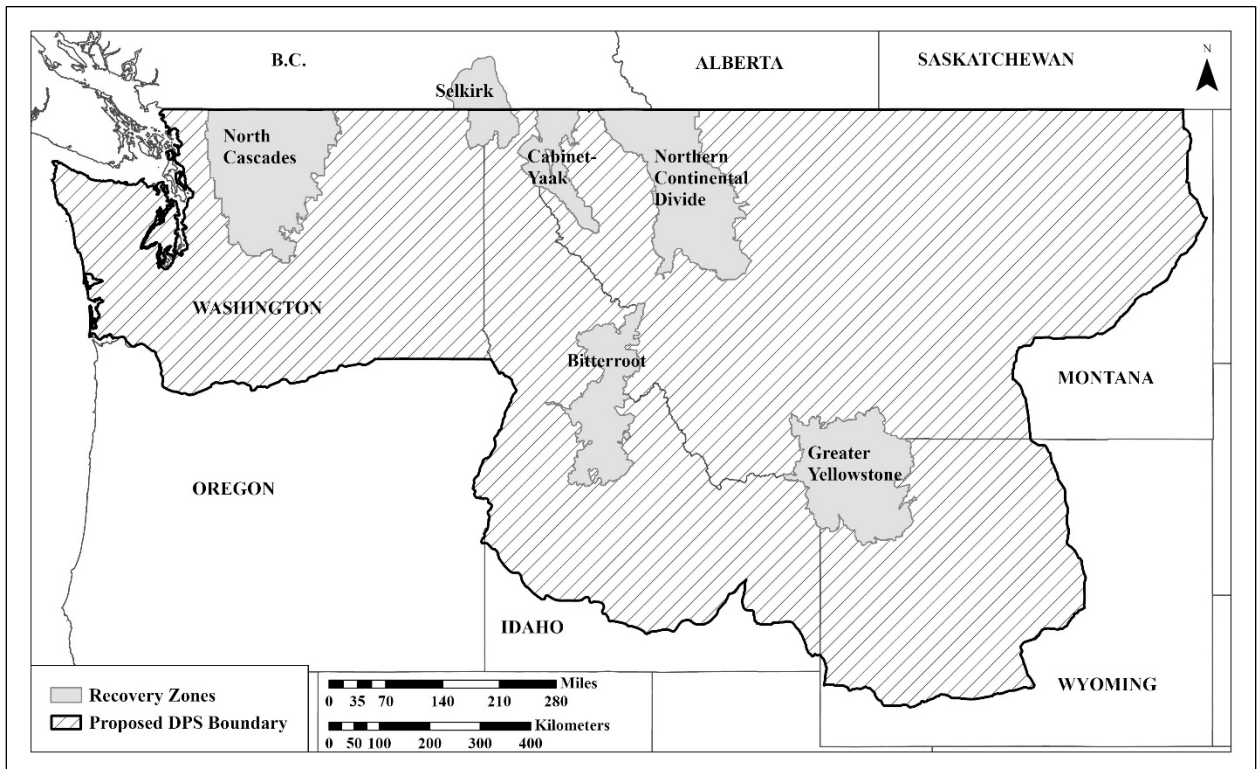 B.C.
ALBERTA
SASKATCHEWAN
N
Selkirk
North
Cascades
Cabinet-
Yaak
Northern
Continental
Divide
WASHINGTON
Bitterroot
MONTANA
Greater
Yellowstone
OREGON
IDAHO
WYOMING
Recovery Zones
Proposed DPS Boundary
Miles
0 35 70 140 210 280
Kilometers
0 50 100 200 300 400